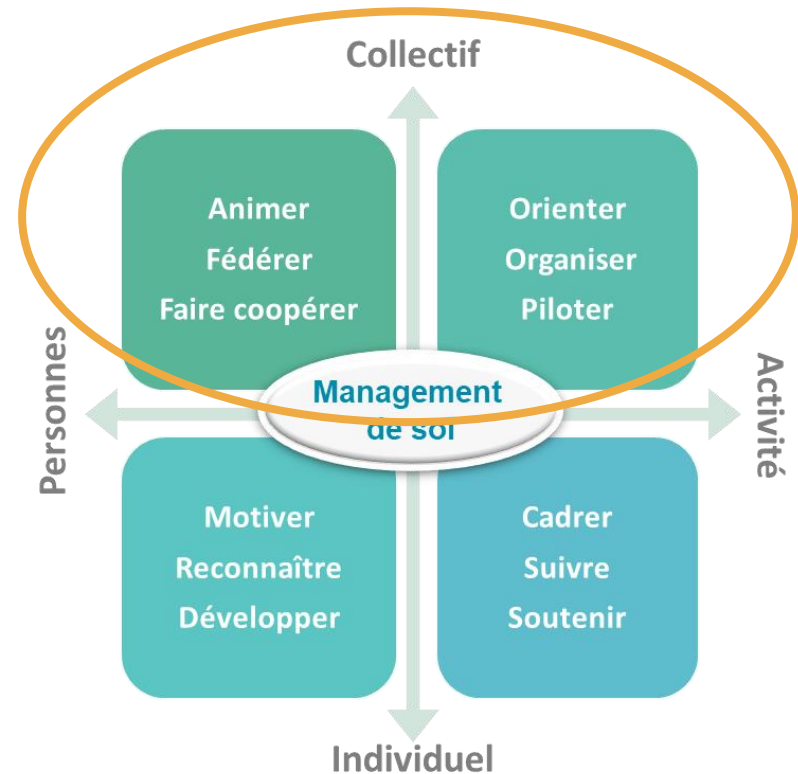 Collectif
Animer
Fédérer
Faire coopérer
Orienter
Organiser
Piloter
Personnes
Management
de soi
Activité
Motiver
Reconnaître
Développer
Cadrer
Suivre
Soutenir
Individuel